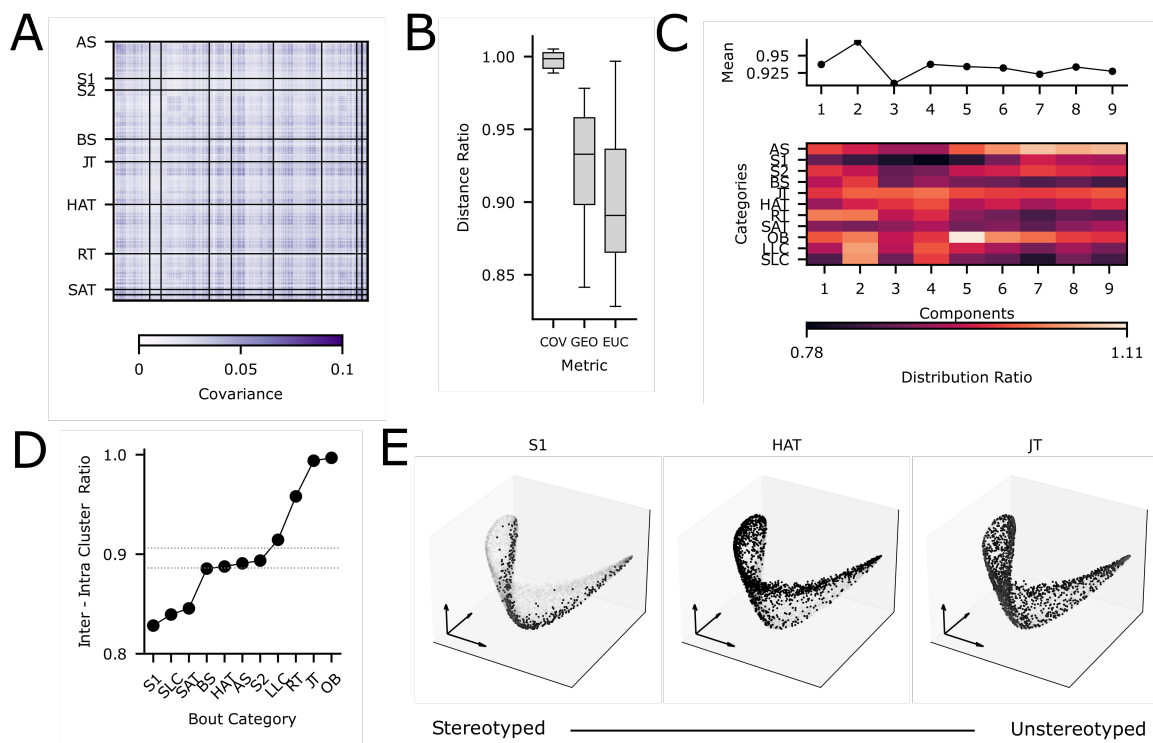 A
AS
S1
S2
BS
JT
HAT
RT
SAT
0
0.05
0.1
Covariance
B
1.00
0.95
0.90
0.85
Distance Ratio
COV GEO EUC
Metric
C
Mean
0.95
0.925
1 2 3 4 5 6 7 8 9
Categories
AS
S1
S2
BS
JT
HAT
RT
SAT
OB
LLC
SLC
1 2 3 4 5 6 7 8 9
Components
0.78
1.11
Distribution Ratio
D
Inter - Intra Cluster Ratio
1.0
0.9
0.8
S1 SLC SAT BS HAT AS S2 LLC RT JT OB
Bout Category
E
S1
HAT
JT
Stereotyped
Unstereotyped